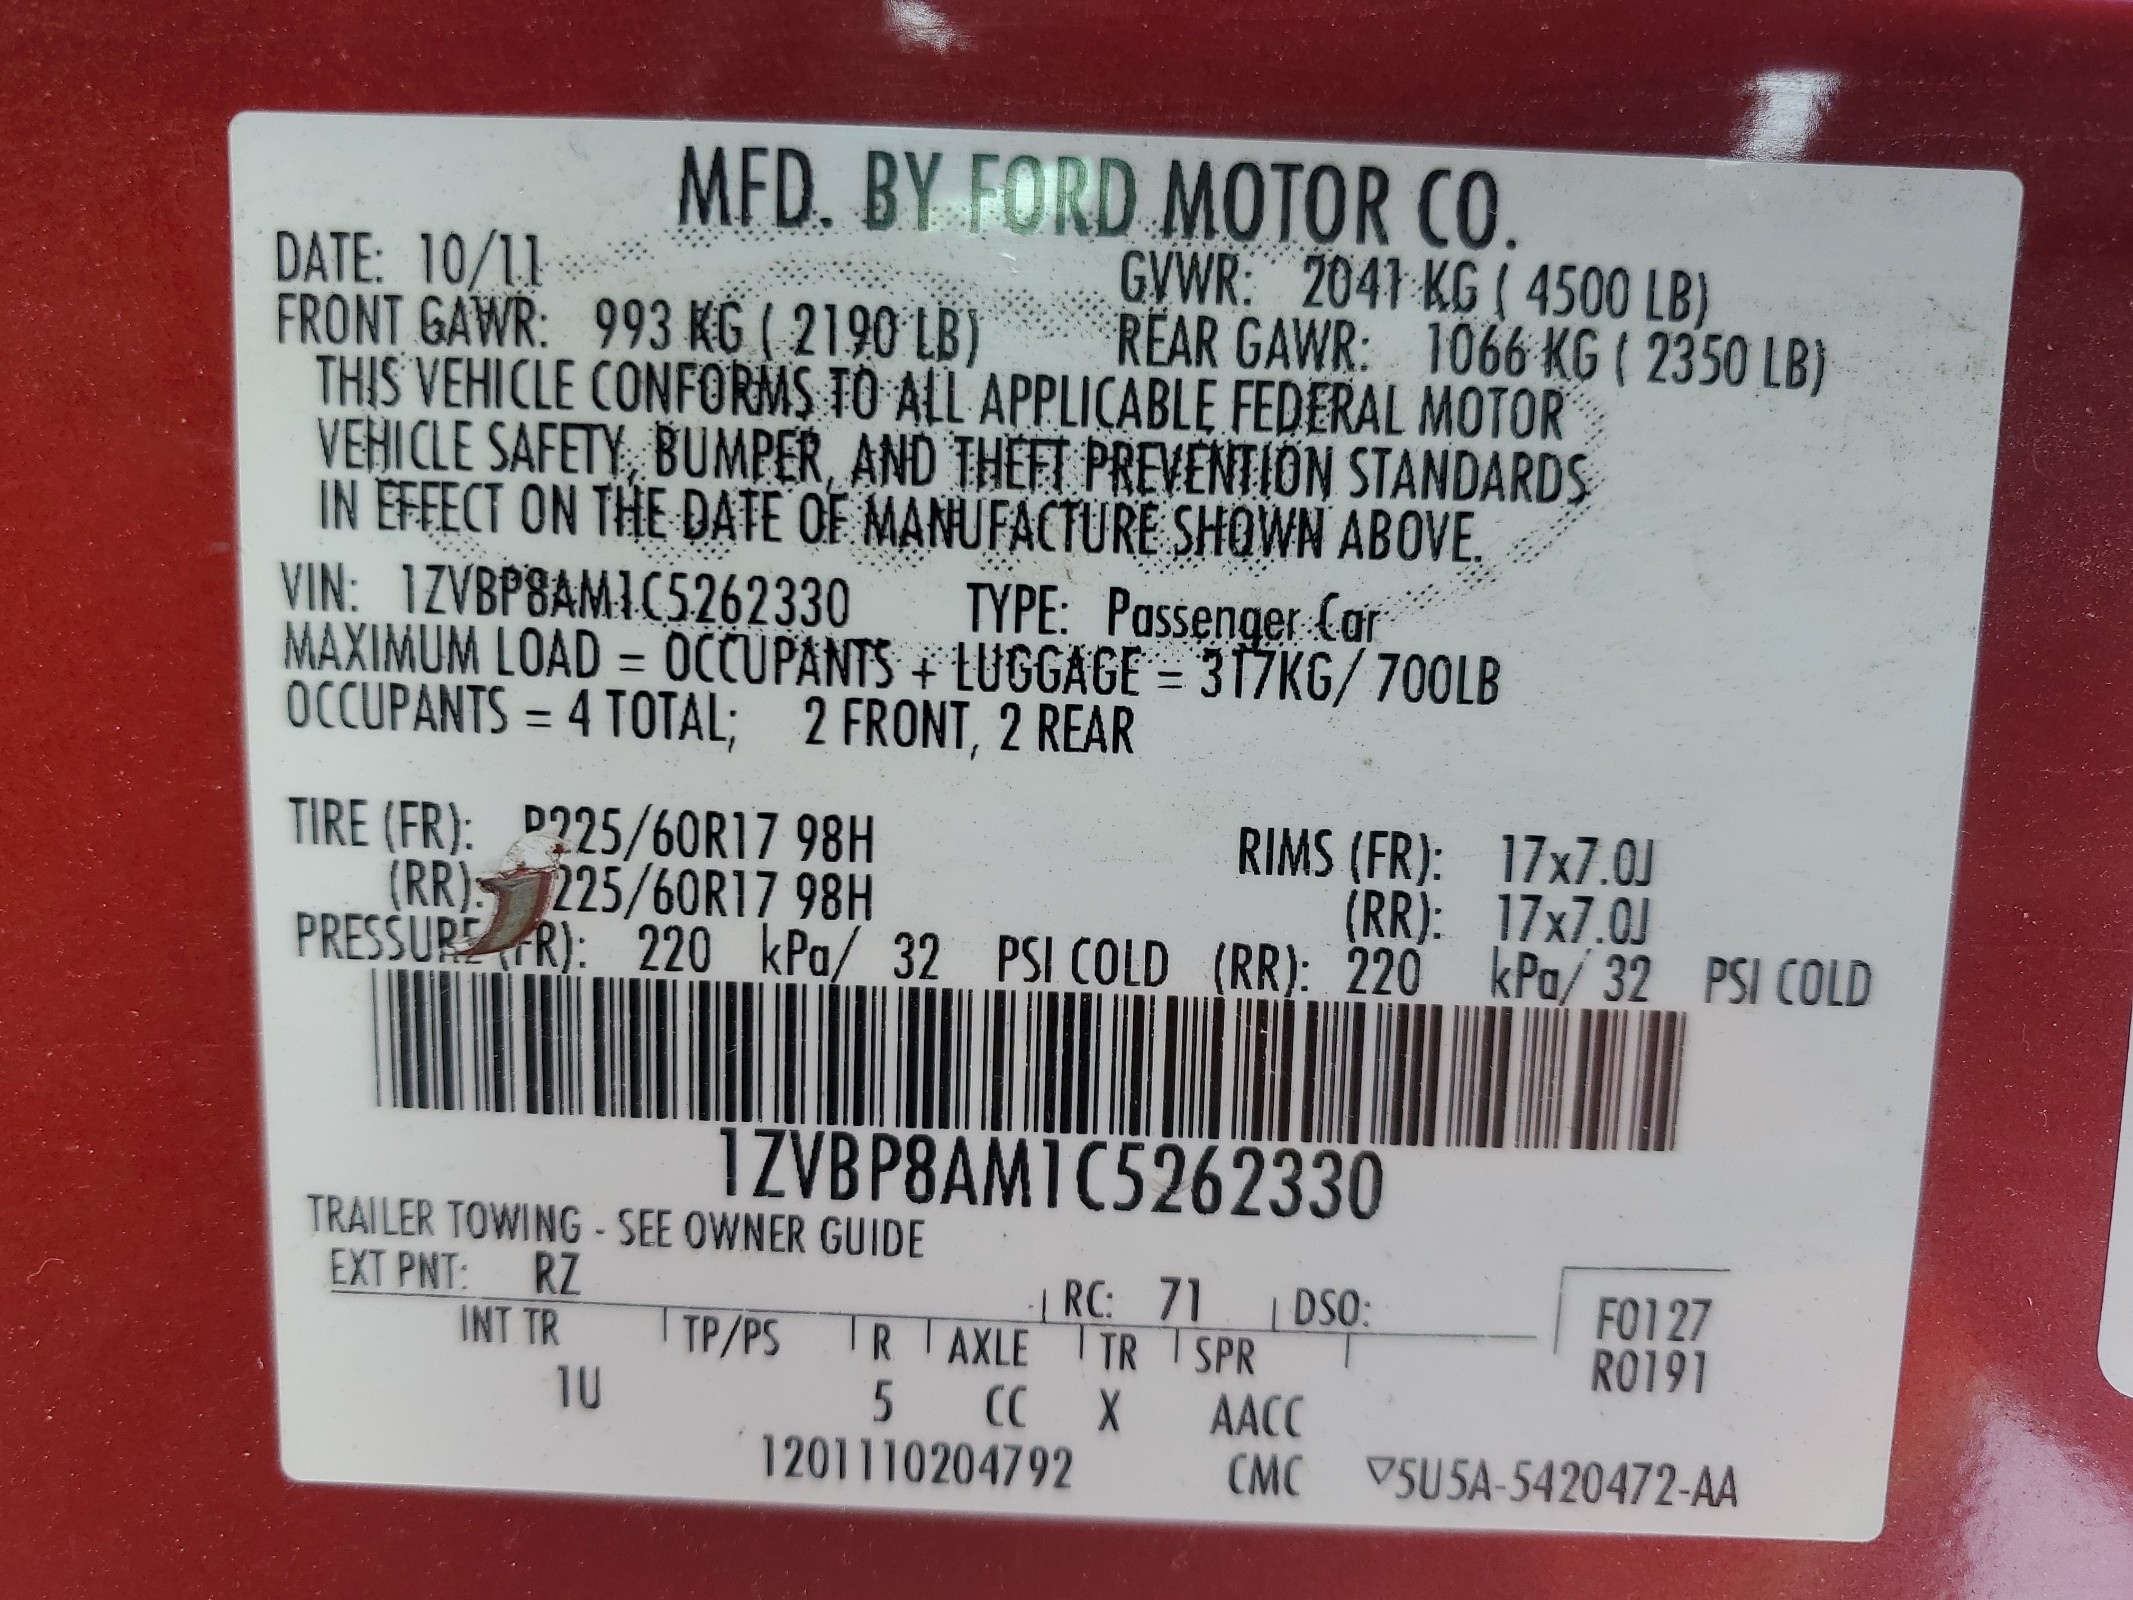 MFD. BY FORD MOTOR CO.
DATE: 10/11 GVWR: 2041 KG ( 4500 LB)
FRONT GAWR: 993 KG ( 2190 LB) REAR GAWR: 1066 KG ( 2350 LB)
THIS VEHICLE CONFORMS TO ALL APPLICABLE FEDERAL MOTOR
VEHICLE SAFETY, BUMPER, AND THEFT PREVENTION STANDARDS
IN EFFECT ON THE DATE OF MANUFACTURE SHOWN ABOVE.
VIN: 1ZVBP8AM1C5262330 TYPE: Passenger Car
MAXIMUM LOAD = OCCUPANTS + LUGGAGE = 317KG/ 700LB
OCCUPANTS = 4 TOTAL; 2 FRONT, 2 REAR
TIRE (FR): P225/60R17 98H RIMS (FR): 17x7.0J
(RR): 225/60R17 98H (RR): 17x7.0J
PRESSURE (FR): 220 kPa/ 32 PSI COLD (RR): 220 kPa/ 32 PSI COLD
1ZVBP8AM1C5262330
TRAILER TOWING - SEE OWNER GUIDE
EXT PNT: RZ RC: 71 DSO: F0127
INT TR TP/PS R AXLE TR SPR R0191
1U 5 CC X AACC
1201110204792 CMC ▽5U5A-5420472-AA